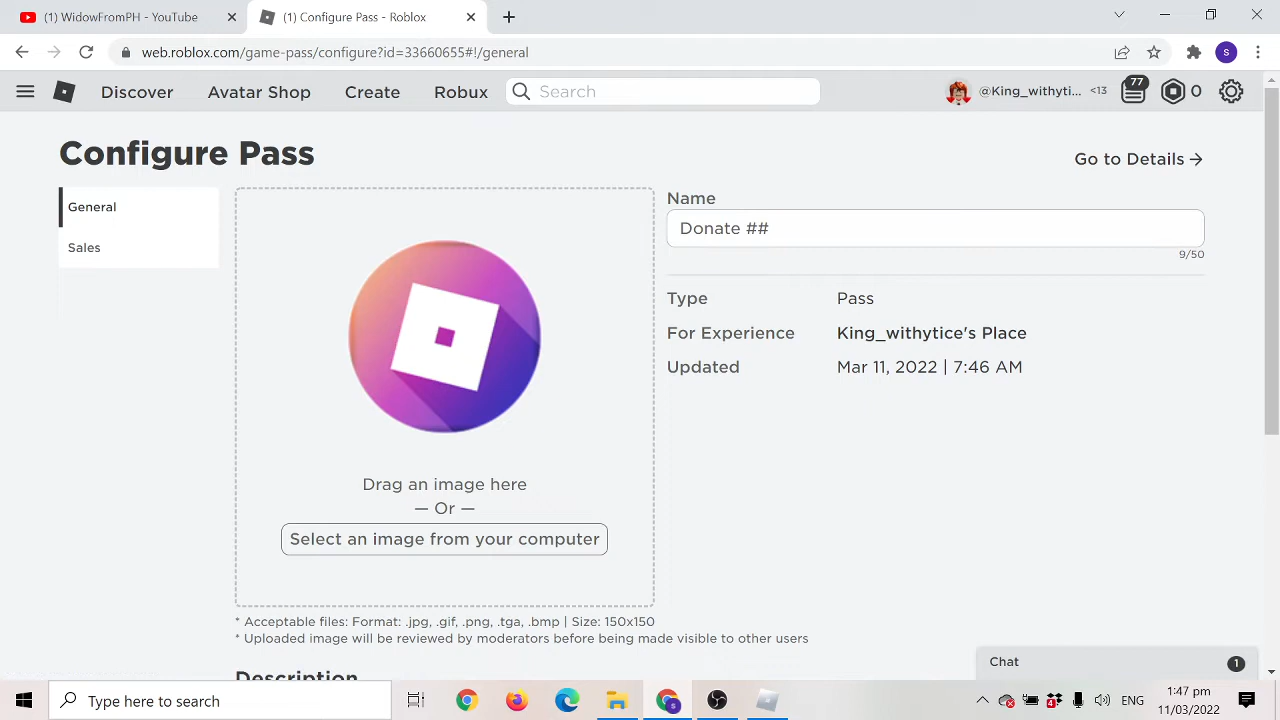 (1) WidowFromPH - YouTube
(1) Configure Pass - Roblox
web.roblox.com/game-pass/configure?id=33660655#!/general
S
Discover
Avatar Shop
Create
Robux
Search
@King_withyti...
<13
77
0
Configure Pass
Go to Details
General
Sales
Name
Donate ##
9/50
Type
Pass
For Experience
King_withytice's Place
Updated
Mar 11, 2022 | 7:46 AM
Drag an image here
— Or —
Select an image from your computer
* Acceptable files: Format: .jpg, .gif, .png, .tga, .bmp | Size: 150x150
* Uploaded image will be reviewed by moderators before being made visible to other users
Description
Chat
1
Type here to search
S
4
ENG
1:47 pm
11/03/2022